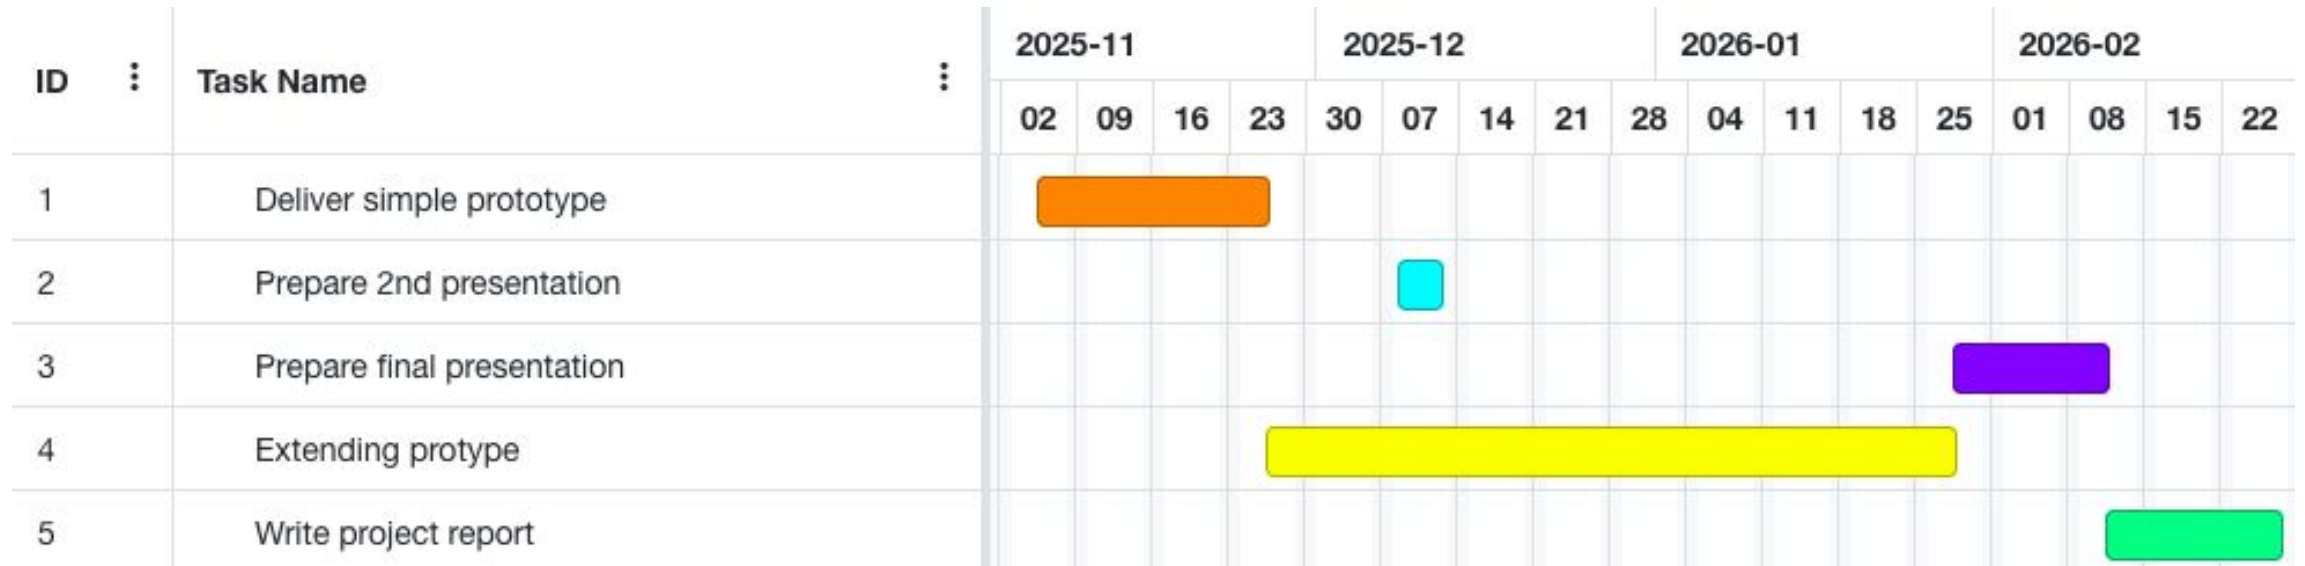 2025-11 2025-12 2026-01 2026-02
ID Task Name
02 09 16 23 30 07 14 21 28 04 11 18 25 01 08 15 22
1 Deliver simple prototype
2 Prepare 2nd presentation
3 Prepare final presentation
4 Extending protype
5 Write project report